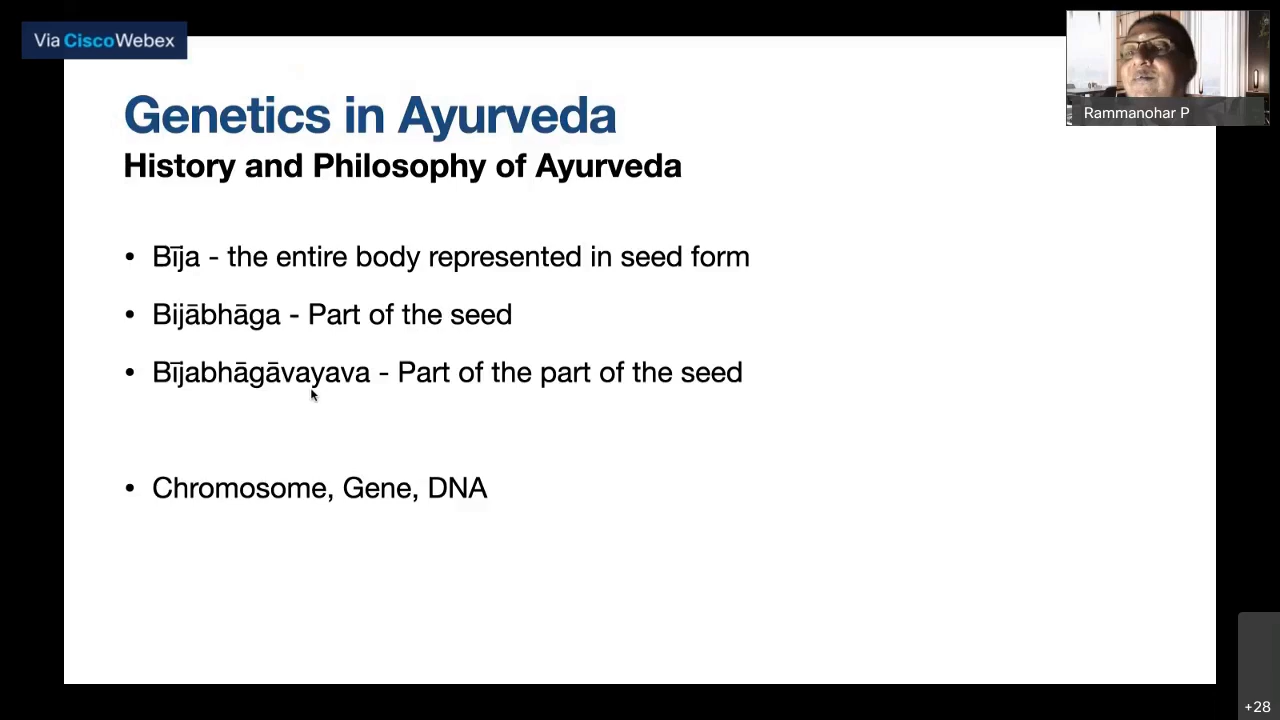 Via Cisco Webex
Rammanohar P
Genetics in Ayurveda
History and Philosophy of Ayurveda
• Bīja - the entire body represented in seed form
• Bijābhāga - Part of the seed
• Bījabhāgāvayava - Part of the part of the seed
• Chromosome, Gene, DNA
+28